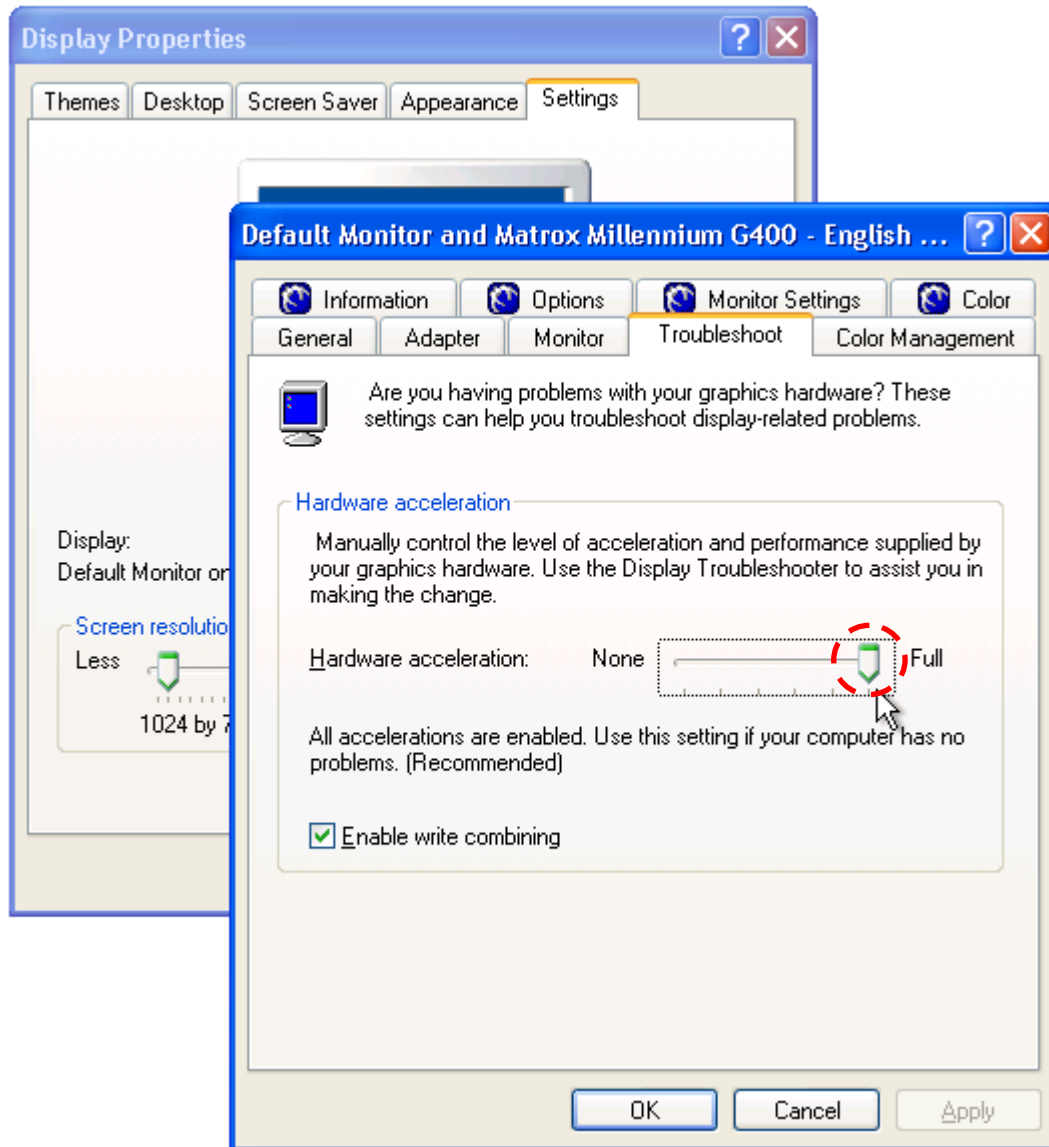 Display Properties
Themes Desktop Screen Saver Appearance Settings
Default Monitor and Matrox Millennium G400 - English ...
Information Options Monitor Settings Color
General Adapter Monitor Troubleshoot Color Management
Are you having problems with your graphics hardware? These
settings can help you troubleshoot display-related problems.
Hardware acceleration
Manually control the level of acceleration and performance supplied by
your graphics hardware. Use the Display Troubleshooter to assist you in
making the change.
Hardware acceleration: None Full
All accelerations are enabled. Use this setting if your computer has no
problems. (Recommended)
Enable write combining
OK Cancel Apply
Display:
Default Monitor on
Screen resolutio
Less
1024 by 7